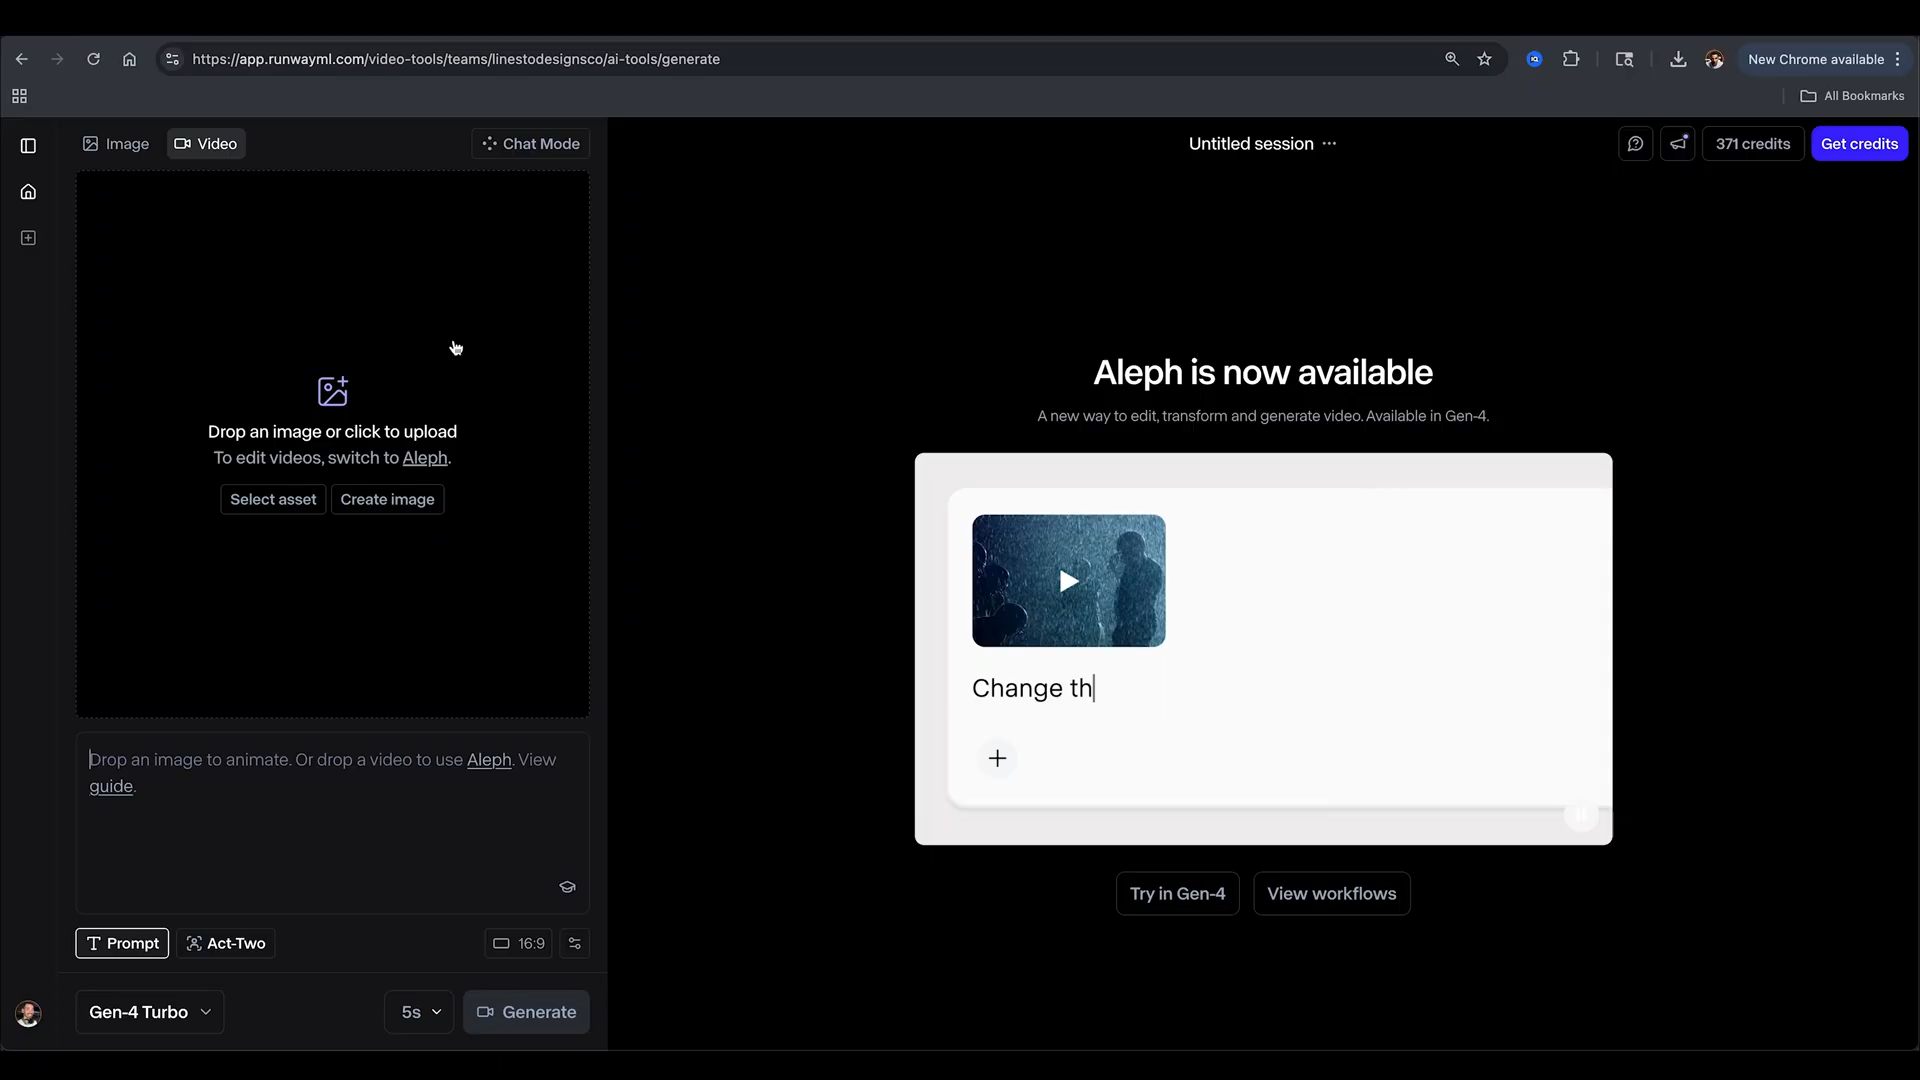 https://app.runwayml.com/video-tools/teams/linestodesignsco/ai-tools/generate
New Chrome available
All Bookmarks
Image
Video
Chat Mode
Untitled session
371 credits
Get credits
Drop an image or click to upload
To edit videos, switch to Aleph.
Select asset
Create image
Aleph is now available
A new way to edit, transform and generate video. Available in Gen-4.
Change th
Drop an image to animate. Or drop a video to use Aleph. View
guide.
Try in Gen-4
View workflows
Prompt
Act-Two
16:9
Gen-4 Turbo
5s
Generate